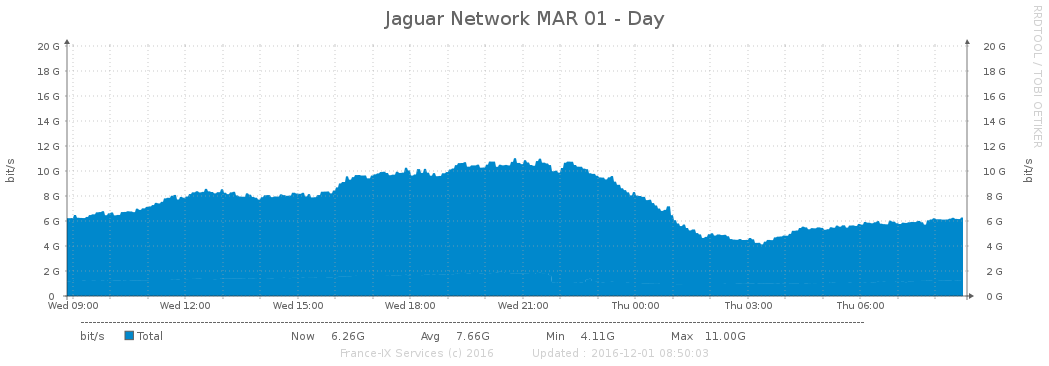 Jaguar Network MAR 01 - Day
RRDTOOL / TOBI OETIKER
bit/s
20 G 20 G
18 G 18 G
16 G 16 G
14 G 14 G
12 G 12 G
10 G 10 G
8 G 8 G
6 G 6 G
4 G 4 G
2 G 2 G
0 0 G
bit/s
Wed 09:00 Wed 12:00 Wed 15:00 Wed 18:00 Wed 21:00 Thu 00:00 Thu 03:00 Thu 06:00
bit/s Total Now 6.26G Avg 7.66G Min 4.11G Max 11.00G
France-IX Services (c) 2016 Updated : 2016-12-01 08:50:03